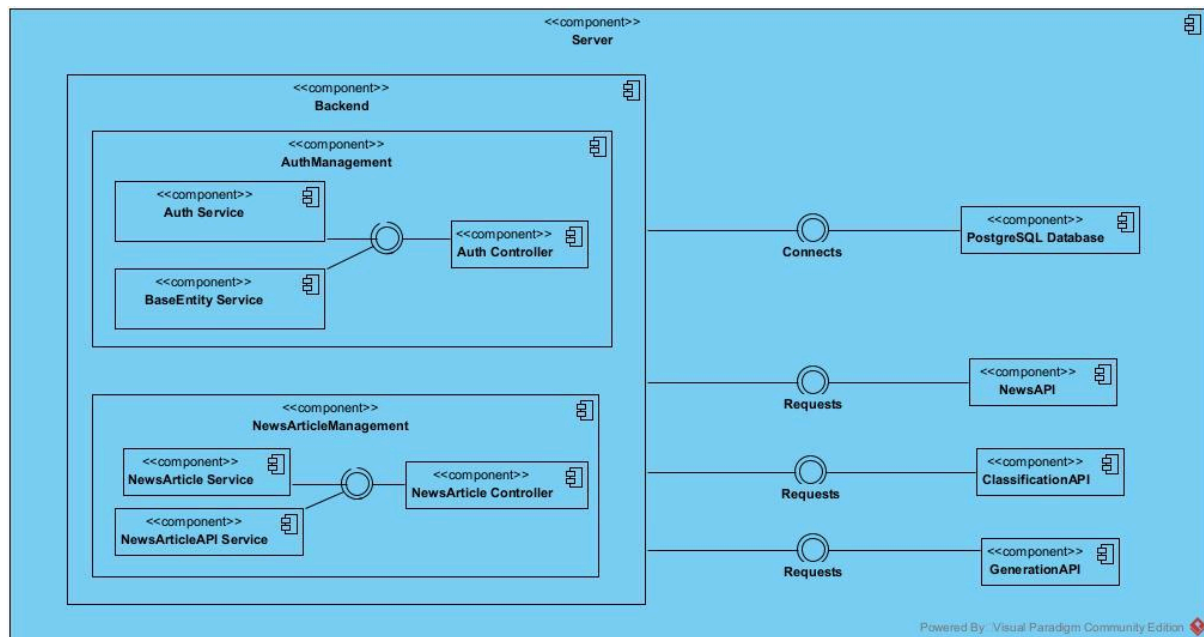 <<component>>
Server
<<component>>
Backend
<<component>>
AuthManagement
<<component>>
Auth Service
<<component>>
Auth Controller
<<component>>
BaseEntity Service
<<component>>
NewsArticleManagement
<<component>>
NewsArticle Service
<<component>>
NewsArticle Controller
<<component>>
NewsArticleAPI Service
Connects
<<component>>
PostgreSQL Database
Requests
<<component>>
NewsAPI
Requests
<<component>>
ClassificationAPI
Requests
<<component>>
GenerationAPI
Powered By: Visual Paradigm Community Edition